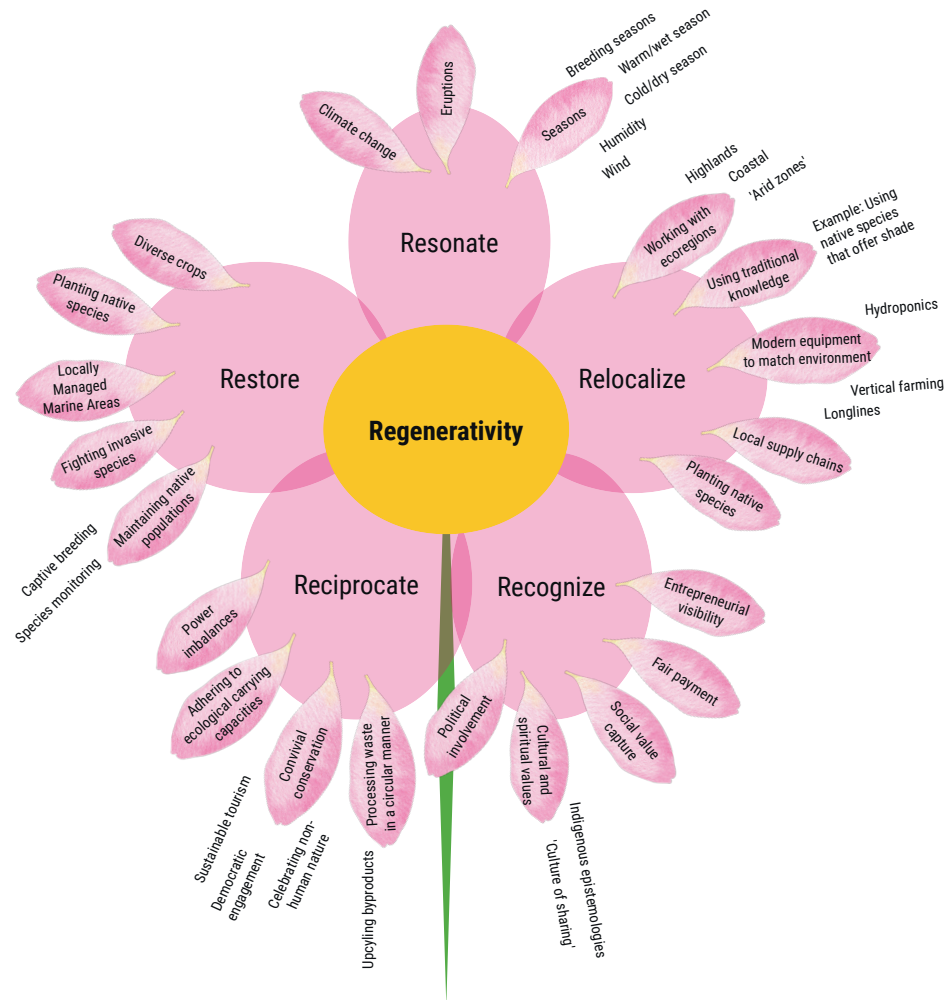 Regenerativity
Resonate
Climate change
Eruptions
Seasons
Breeding seasons
Warm/wet season
Cold/dry season
Humidity
Wind
Relocalize
Working with
ecoregions
Highlands
Coastal
'Arid zones'
Using traditional
knowledge
Example: Using
native species
that offer shade
Modern equipment
to match environment
Hydroponics
Vertical farming
Longlines
Local supply chains
Planting native
species
Recognize
Entrepreneurial
visibility
Fair payment
Social value
capture
Cultural and
spiritual values
Indigenous epistemologies
'Culture of sharing'
Political
involvement
Reciprocate
Processing waste
in a circular manner
Upcyling byproducts
Convivial
conservation
Celebrating non-
human nature
Democratic
engagement
Sustainable tourism
Adhering to
ecological carrying
capacities
Power
imbalances
Restore
Maintaining native
populations
Captive breeding
Species monitoring
Fighting invasive
species
Locally
Managed
Marine Areas
Planting native
species
Diverse crops